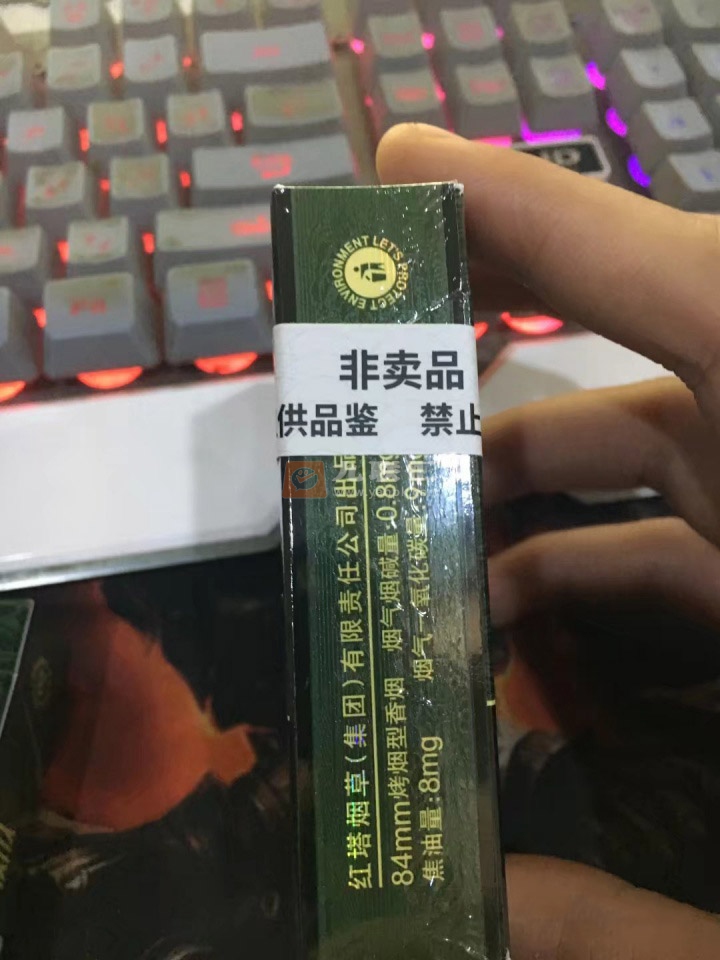 LET'S PROTECT ENVIRONMENT
非卖品
供品鉴 禁止
红塔烟草(集团)有限责任公司出品
84mm烤烟型香烟 烟气烟碱量:0.8m
焦油量:8mg 烟气一氧化碳量:9m